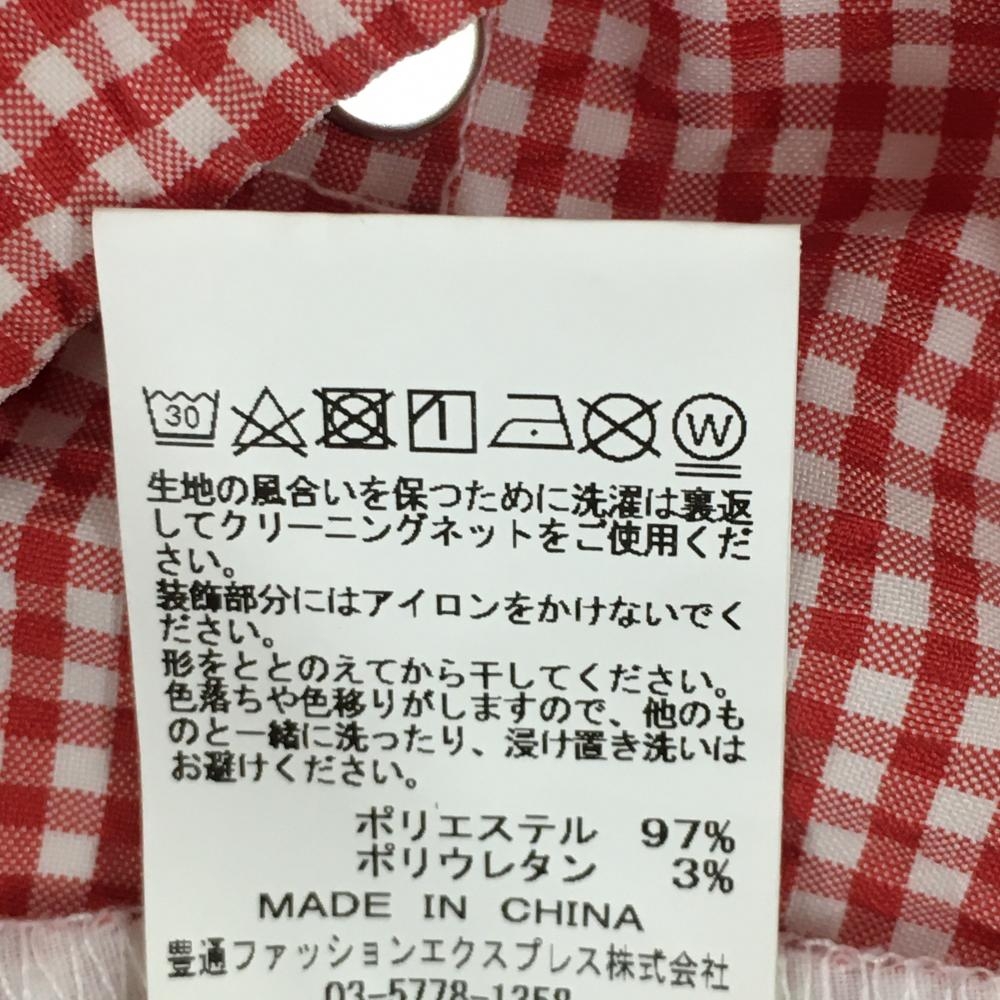 30
W
生地の風合いを保つために洗濯は裏返
してクリーニングネットをご使用くだ
さい。
装飾部分にはアイロンをかけないでく
ださい。
形をととのえてから干してください。
色落ちや色移りがしますので、他のも
のと一緒に洗ったり、浸け置き洗いは
お避けください。
ポリエステル 97%
ポリウレタン 3%
MADE IN CHINA
豊通ファッションエクスプレス株式会社